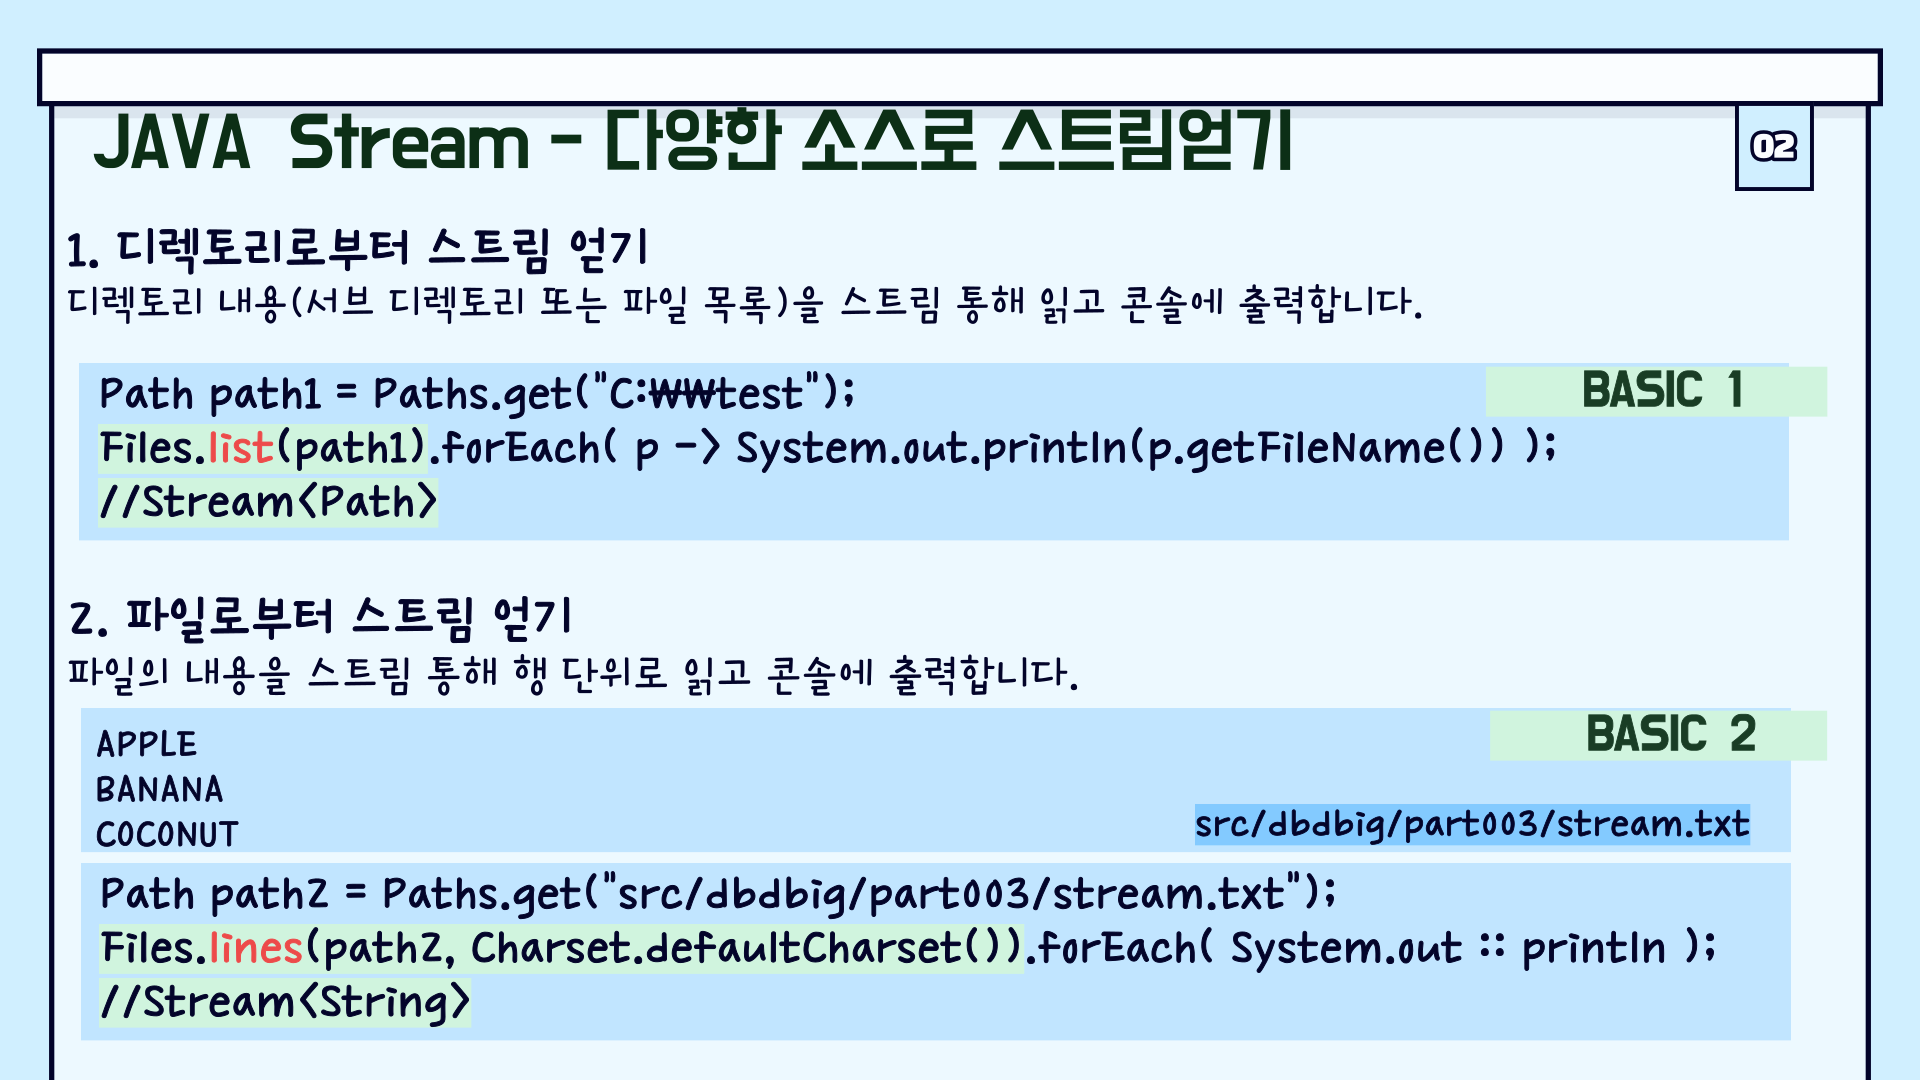 JAVA Stream - 다양한 소스로 스트림얻기
02
1. 디렉토리로부터 스트림 얻기
디렉토리 내용(서브 디렉토리 또는 파일 목록)을 스트림 통해 읽고 콘솔에 출력합니다.
BASIC 1
Path path1 = Paths.get("C:₩₩test");
Files.list(path1).forEach( p -> System.out.println(p.getFileName()) );
//Stream<Path>
2. 파일로부터 스트림 얻기
파일의 내용을 스트림 통해 행 단위로 읽고 콘솔에 출력합니다.
BASIC 2
APPLE
BANANA
COCONUT
src/dbdbig/part003/stream.txt
Path path2 = Paths.get("src/dbdbig/part003/stream.txt");
Files.lines(path2, Charset.defaultCharset()).forEach( System.out :: println );
//Stream<String>